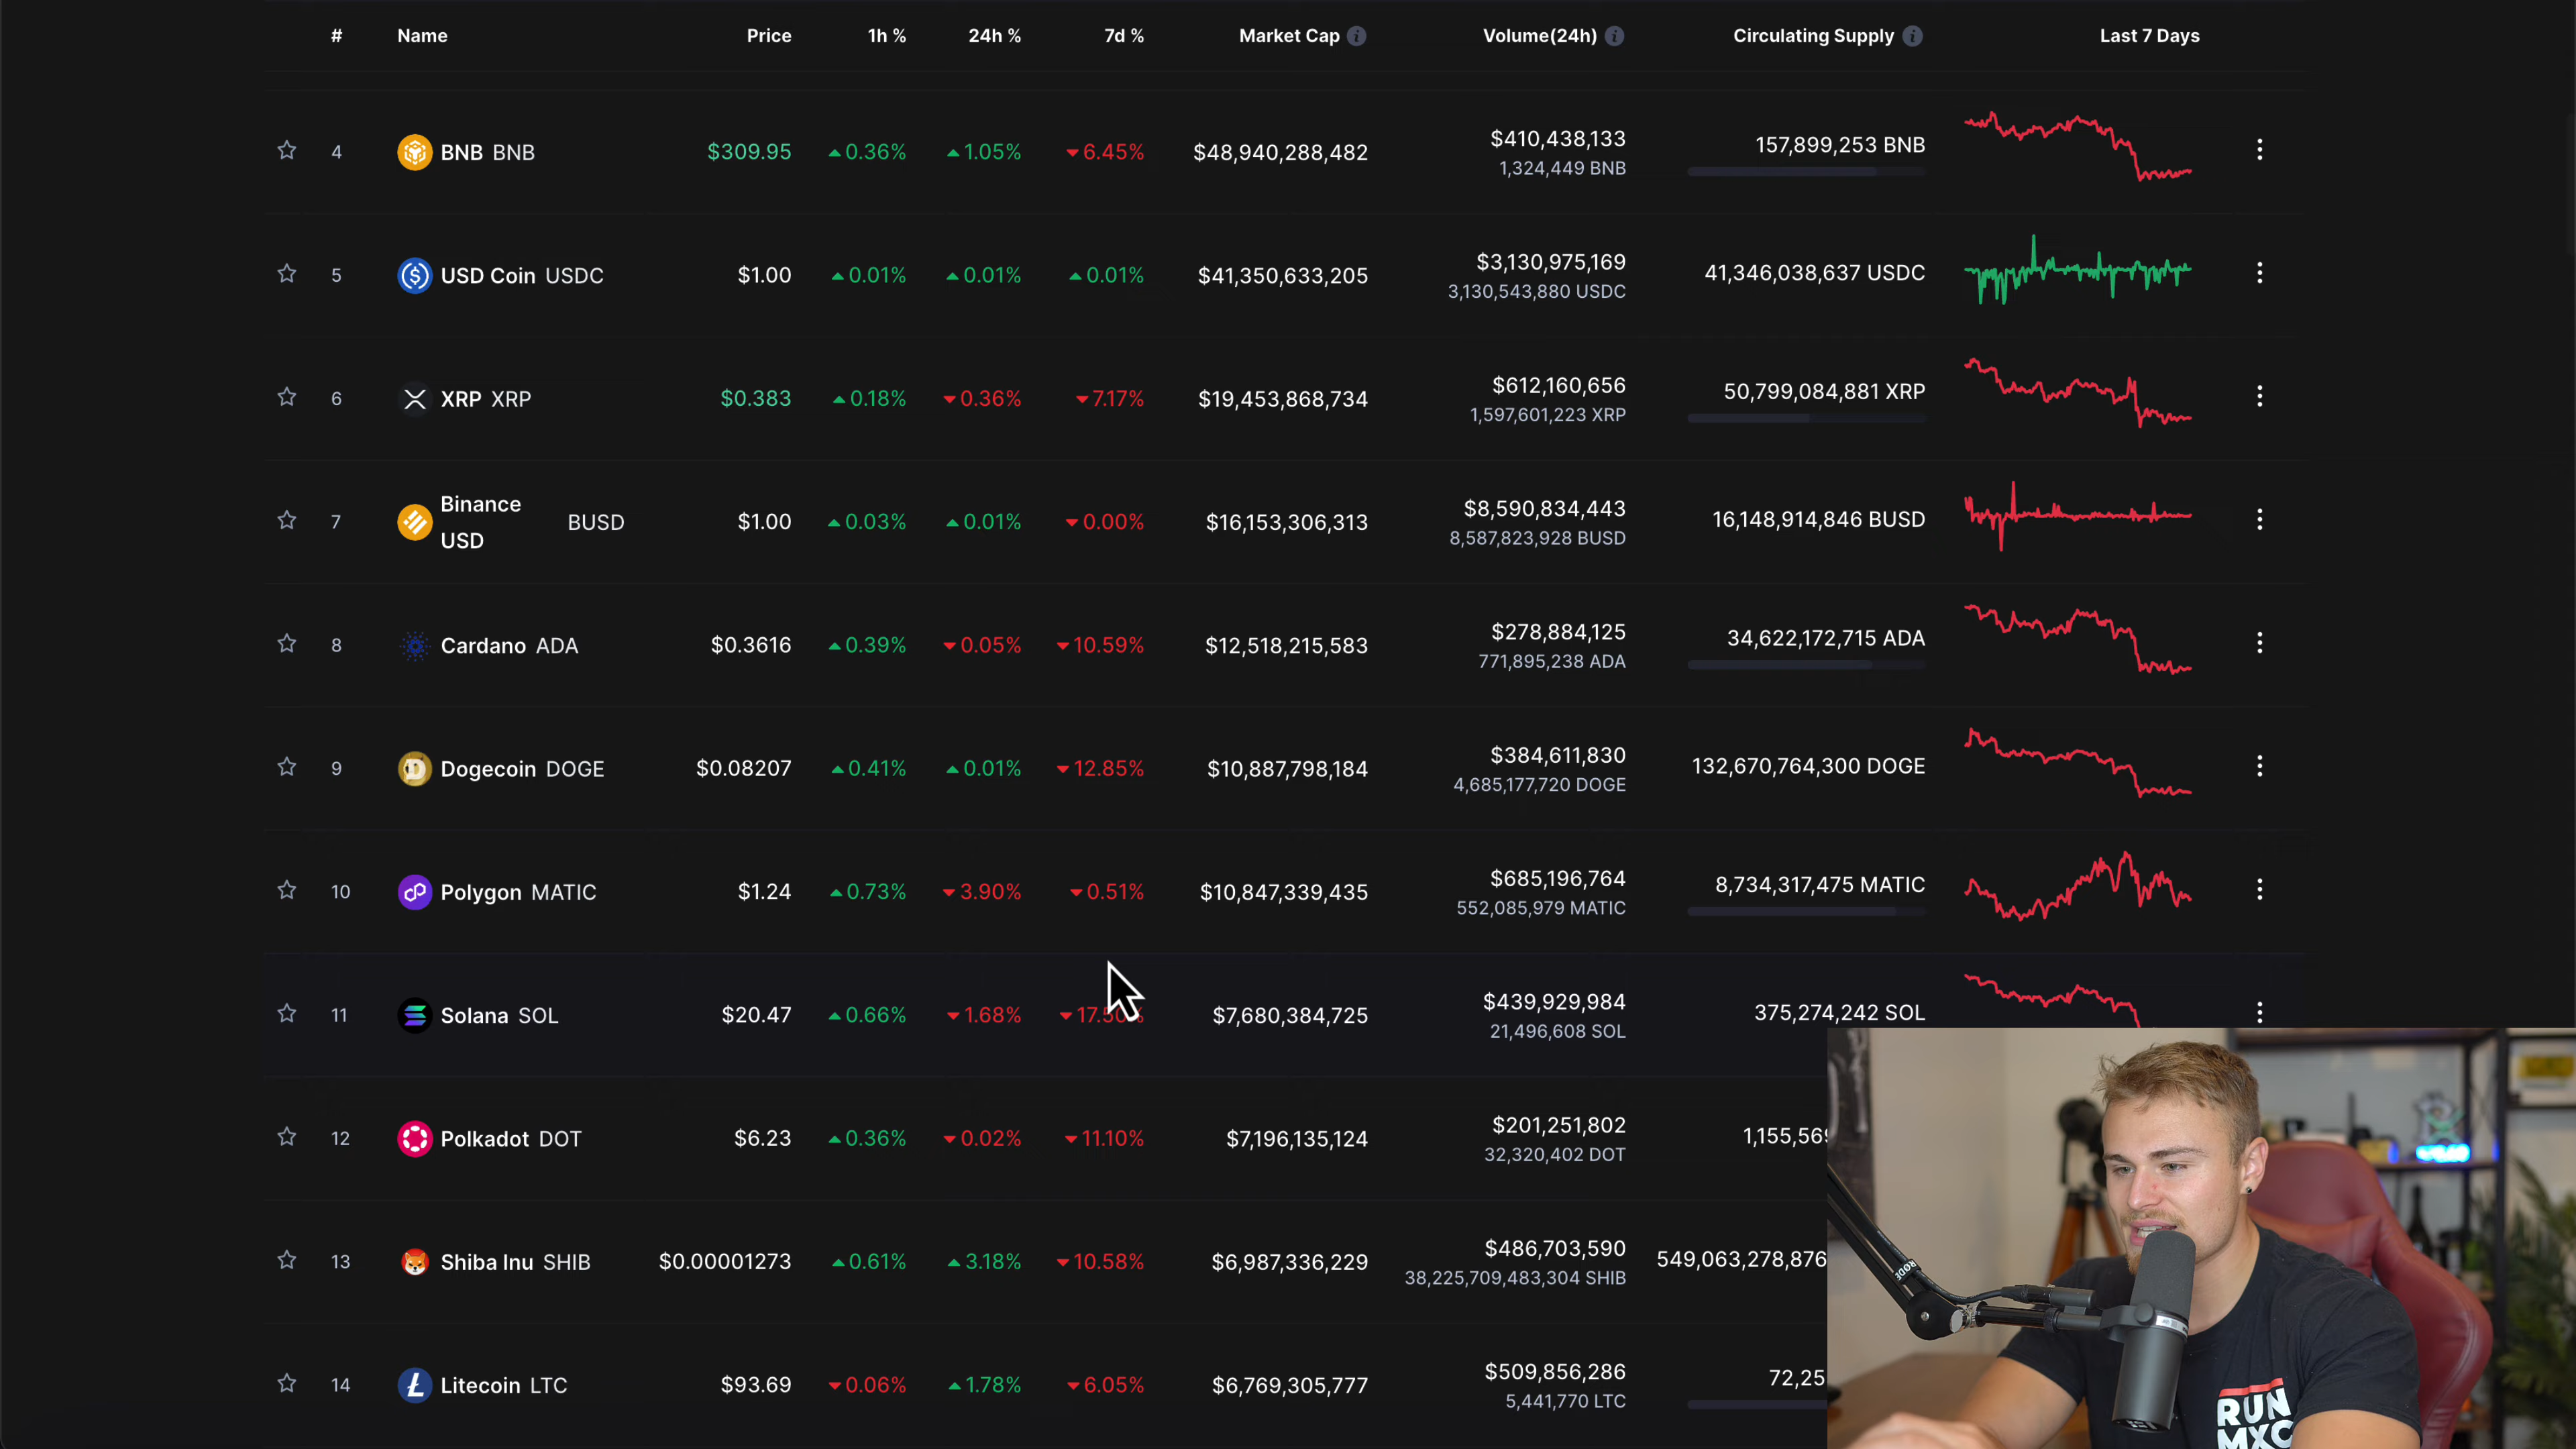 # Name Price 1h % 24h % 7d % Market Cap Volume(24h) Circulating Supply Last 7 Days
4 BNB BNB $309.95 0.36% 1.05% 6.45% $48,940,288,482 $410,438,133 157,899,253 BNB
1,324,449 BNB
5 USD Coin USDC $1.00 0.01% 0.01% 0.01% $41,350,633,205 $3,130,975,169 41,346,038,637 USDC
3,130,543,880 USDC
6 XRP XRP $0.383 0.18% 0.36% 7.17% $19,453,868,734 $612,160,656 50,799,084,881 XRP
1,597,601,223 XRP
7 Binance USD BUSD $1.00 0.03% 0.01% 0.00% $16,153,306,313 $8,590,834,443 16,148,914,846 BUSD
8,587,823,928 BUSD
8 Cardano ADA $0.3616 0.39% 0.05% 10.59% $12,518,215,583 $278,884,125 34,622,172,715 ADA
771,895,238 ADA
9 Dogecoin DOGE $0.08207 0.41% 0.01% 12.85% $10,887,798,184 $384,611,830 132,670,764,300 DOGE
4,685,177,720 DOGE
10 Polygon MATIC $1.24 0.73% 3.90% 0.51% $10,847,339,435 $685,196,764 8,734,317,475 MATIC
552,085,979 MATIC
11 Solana SOL $20.47 0.66% 1.68% $7,680,384,725 $439,929,984 375,274,242 SOL
21,496,608 SOL
12 Polkadot DOT $6.23 0.36% 0.02% 11.10% $7,196,135,124 $201,251,802
32,320,402 DOT
13 Shiba Inu SHIB $0.00001273 0.61% 3.18% 10.58% $6,987,336,229 $486,703,590 549,063,278,876
38,225,709,483,304 SHIB
14 Litecoin LTC $93.69 0.06% 1.78% 6.05% $6,769,305,777 $509,856,286 72,25
5,441,770 LTC
RØDE
RUN
MXC